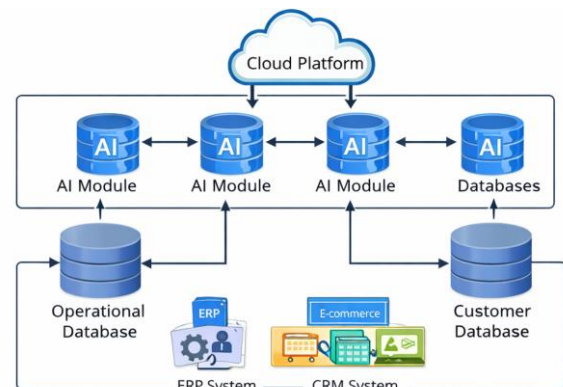 Cloud Platform
AI AI AI AI
AI Module AI Module AI Module Databases
Operational
Database
Customer
Database
ERP
E-commerce
ERP System CRM System